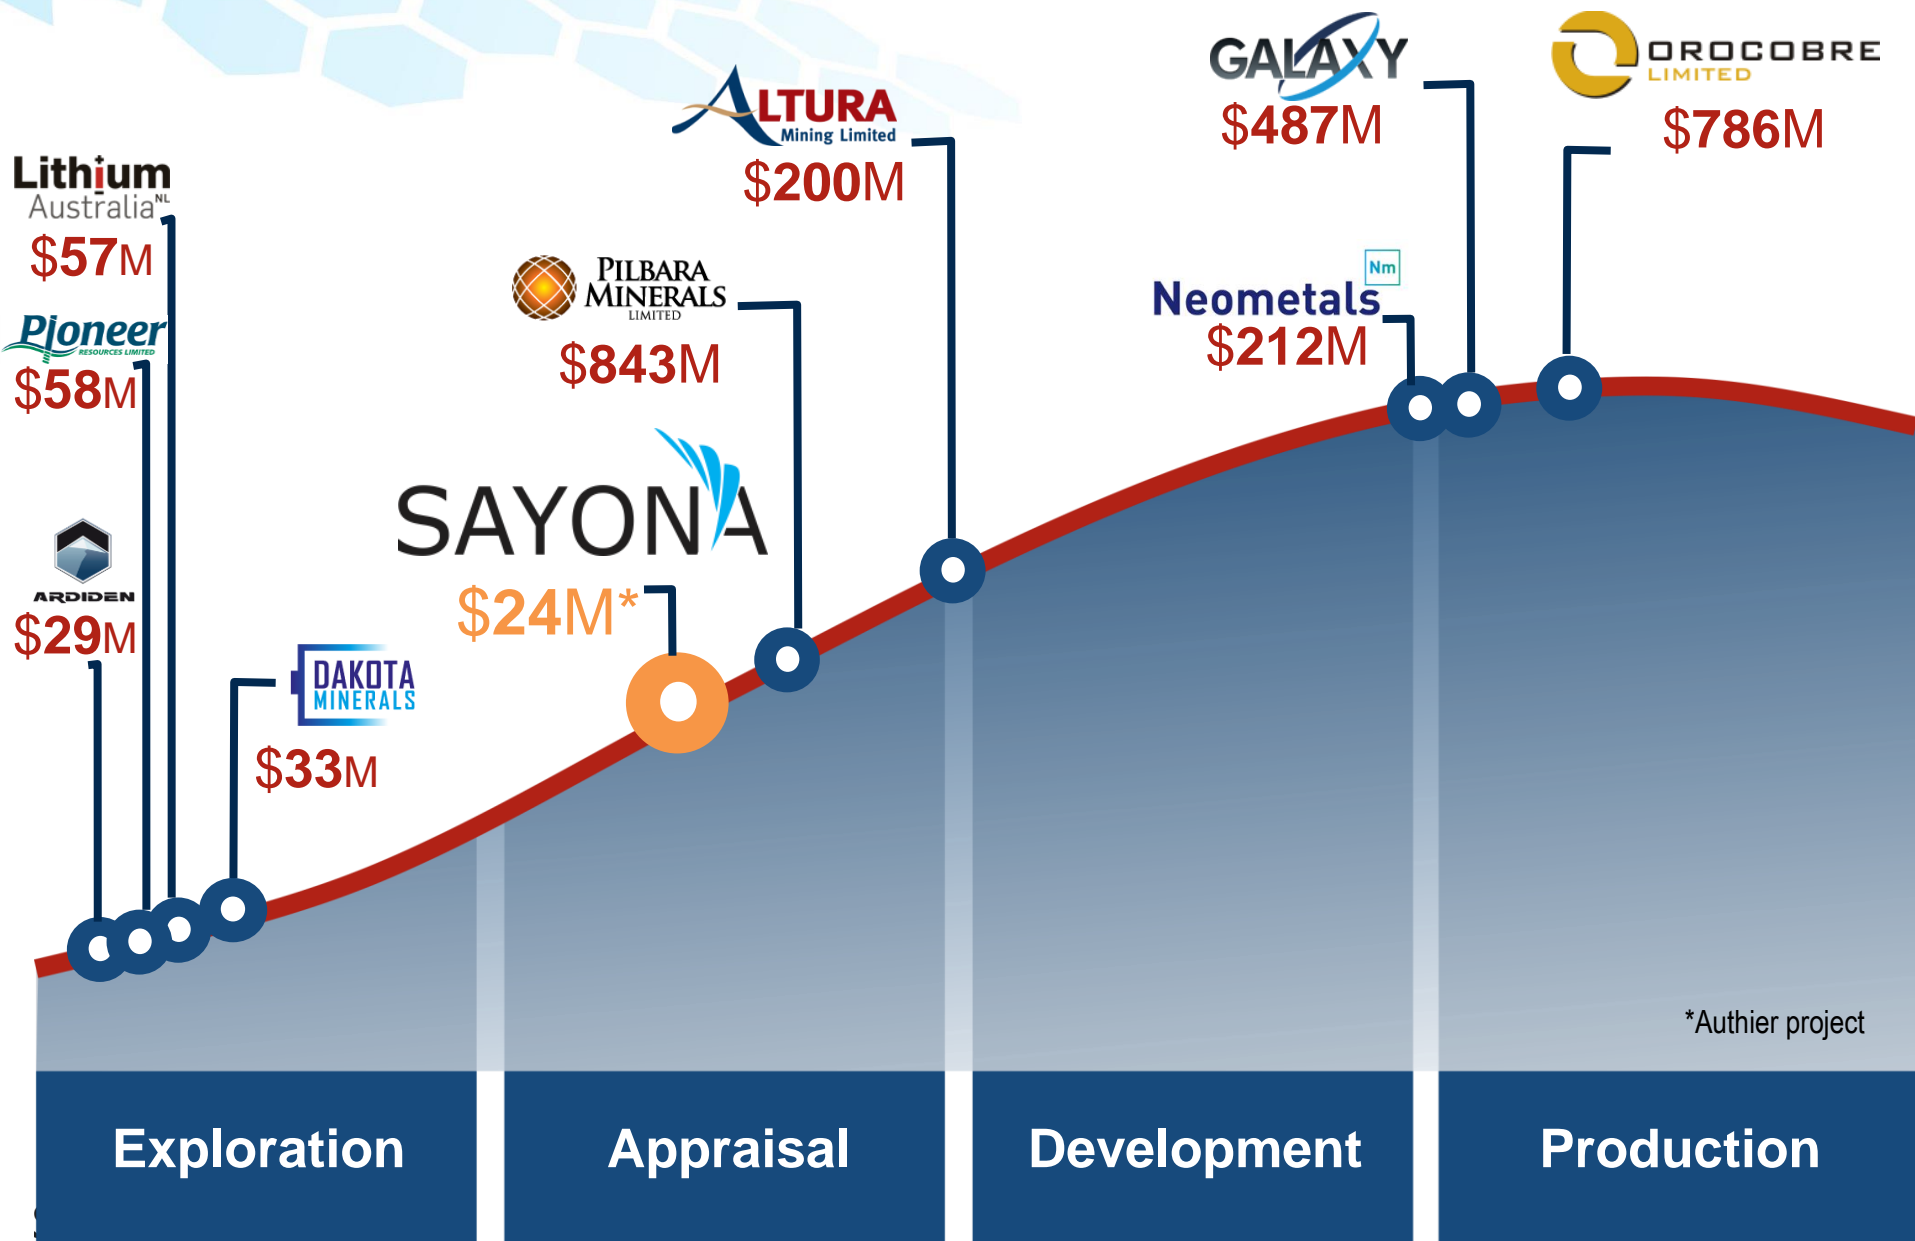 GALAXY
$487M
OROCOBRE
LIMITED
$786M
ALTURA
Mining Limited
$200M
Lithium
Australia NL
$57M
PILBARA
MINERALS
LIMITED
$843M
Nm
Neometals
$212M
Pioneer
RESOURCES LIMITED
$58M
SAYONA
$24M*
ARDIDEN
$29M
DAKOTA
MINERALS
$33M
*Authier project
Exploration
Appraisal
Development
Production